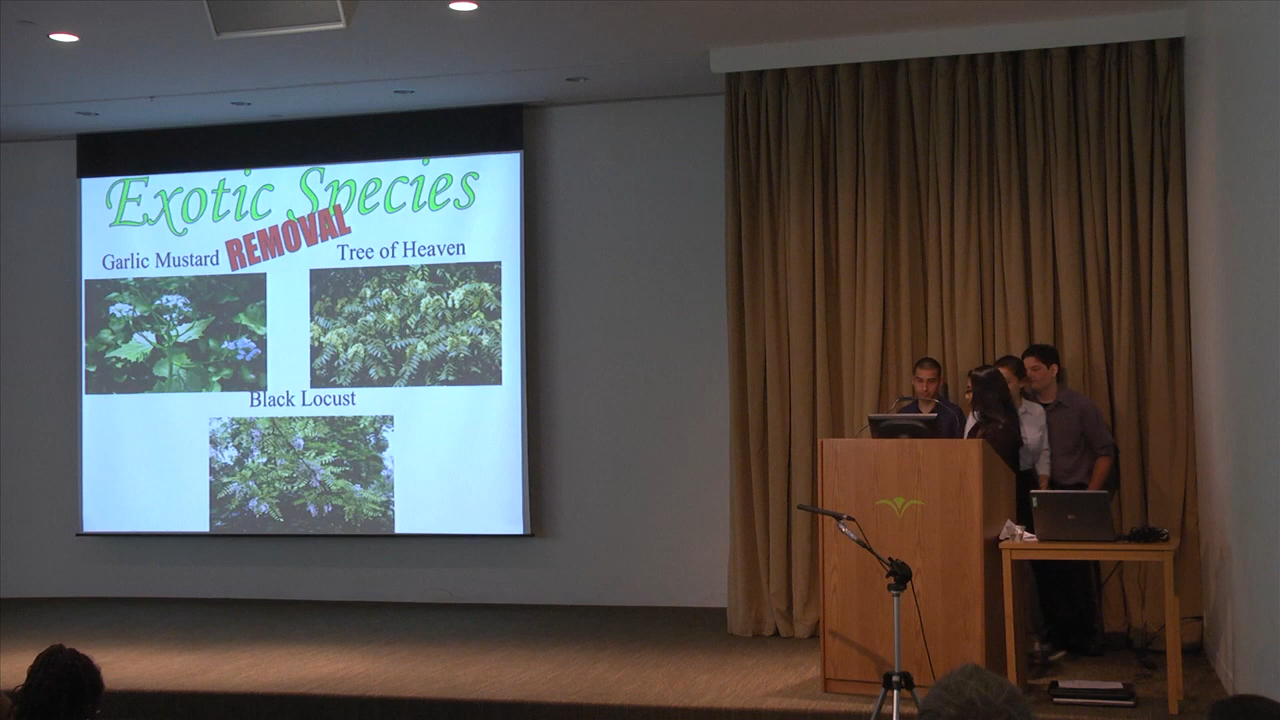 Exotic Species
REMOVAL
Garlic Mustard
Tree of Heaven
Black Locust